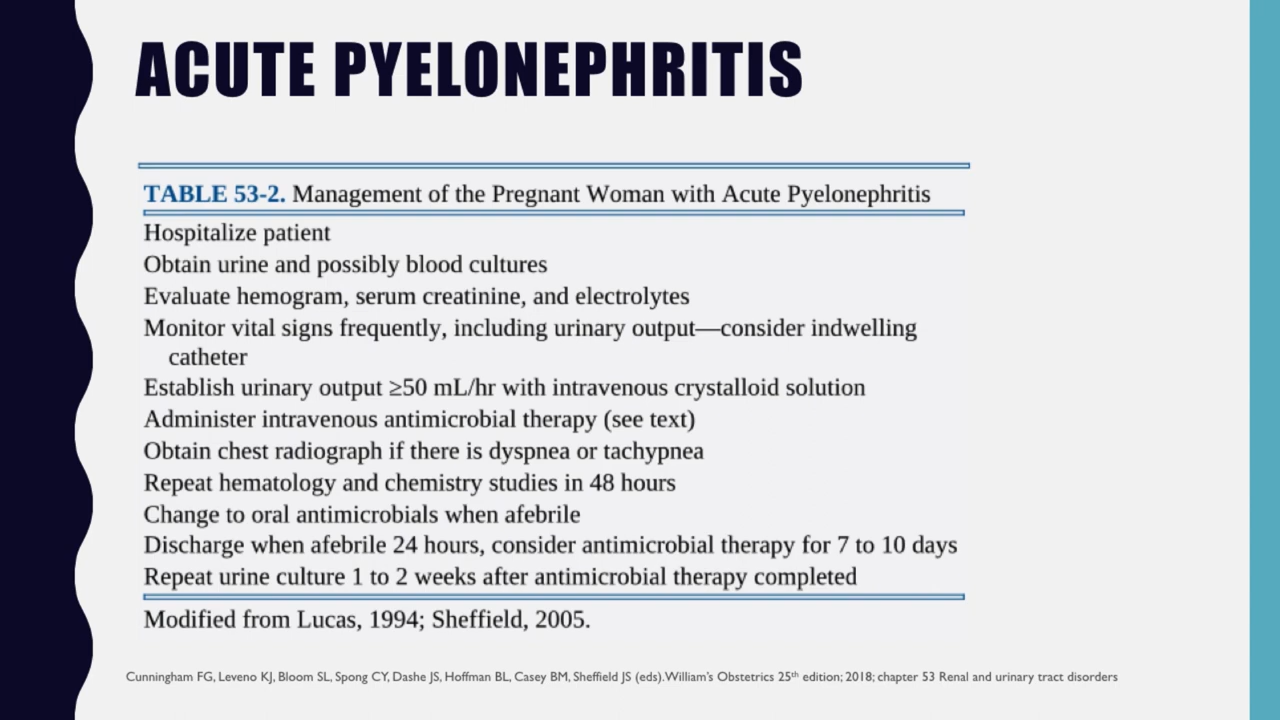 ACUTE PYELONEPHRITIS
TABLE 53-2. Management of the Pregnant Woman with Acute Pyelonephritis
Hospitalize patient
Obtain urine and possibly blood cultures
Evaluate hemogram, serum creatinine, and electrolytes
Monitor vital signs frequently, including urinary output—consider indwelling
catheter
Establish urinary output ≥50 mL/hr with intravenous crystalloid solution
Administer intravenous antimicrobial therapy (see text)
Obtain chest radiograph if there is dyspnea or tachypnea
Repeat hematology and chemistry studies in 48 hours
Change to oral antimicrobials when afebrile
Discharge when afebrile 24 hours, consider antimicrobial therapy for 7 to 10 days
Repeat urine culture 1 to 2 weeks after antimicrobial therapy completed
Modified from Lucas, 1994; Sheffield, 2005.
Cunningham FG, Leveno KJ, Bloom SL, Spong CY, Dashe JS, Hoffman BL, Casey BM, Sheffield JS (eds).William's Obstetrics 25th edition; 2018; chapter 53 Renal and urinary tract disorders